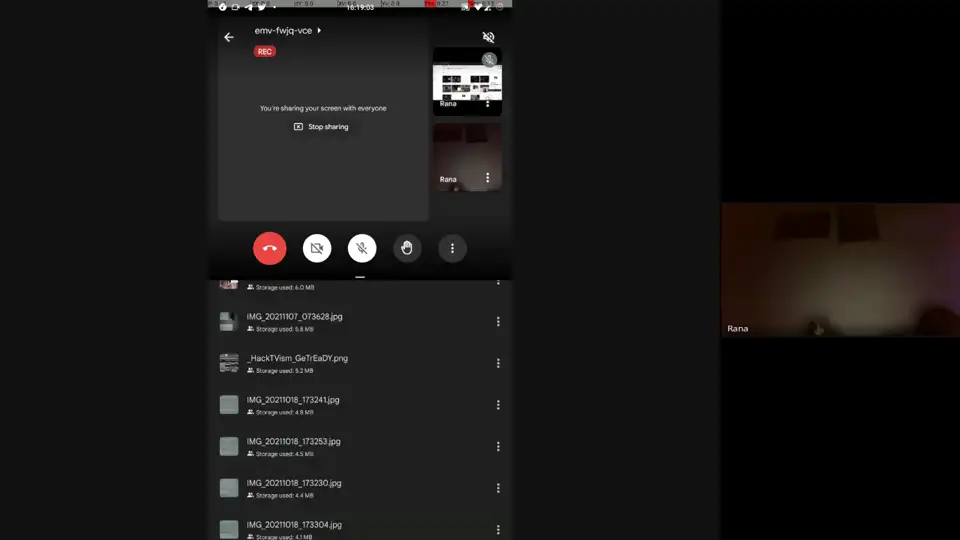 16:19:03
emv-fwjq-vce
REC
You're sharing your screen with everyone
Stop sharing
Rana
Rana
Storage used: 6.0 MB
IMG_20211107_073628.jpg
Storage used: 5.8 MB
_HackTVism_GeTrEaDY.png
Storage used: 5.2 MB
IMG_20211018_173241.jpg
Storage used: 4.8 MB
IMG_20211018_173253.jpg
Storage used: 4.5 MB
IMG_20211018_173230.jpg
Storage used: 4.4 MB
IMG_20211018_173304.jpg
Storage used: 4.1 MB
Rana